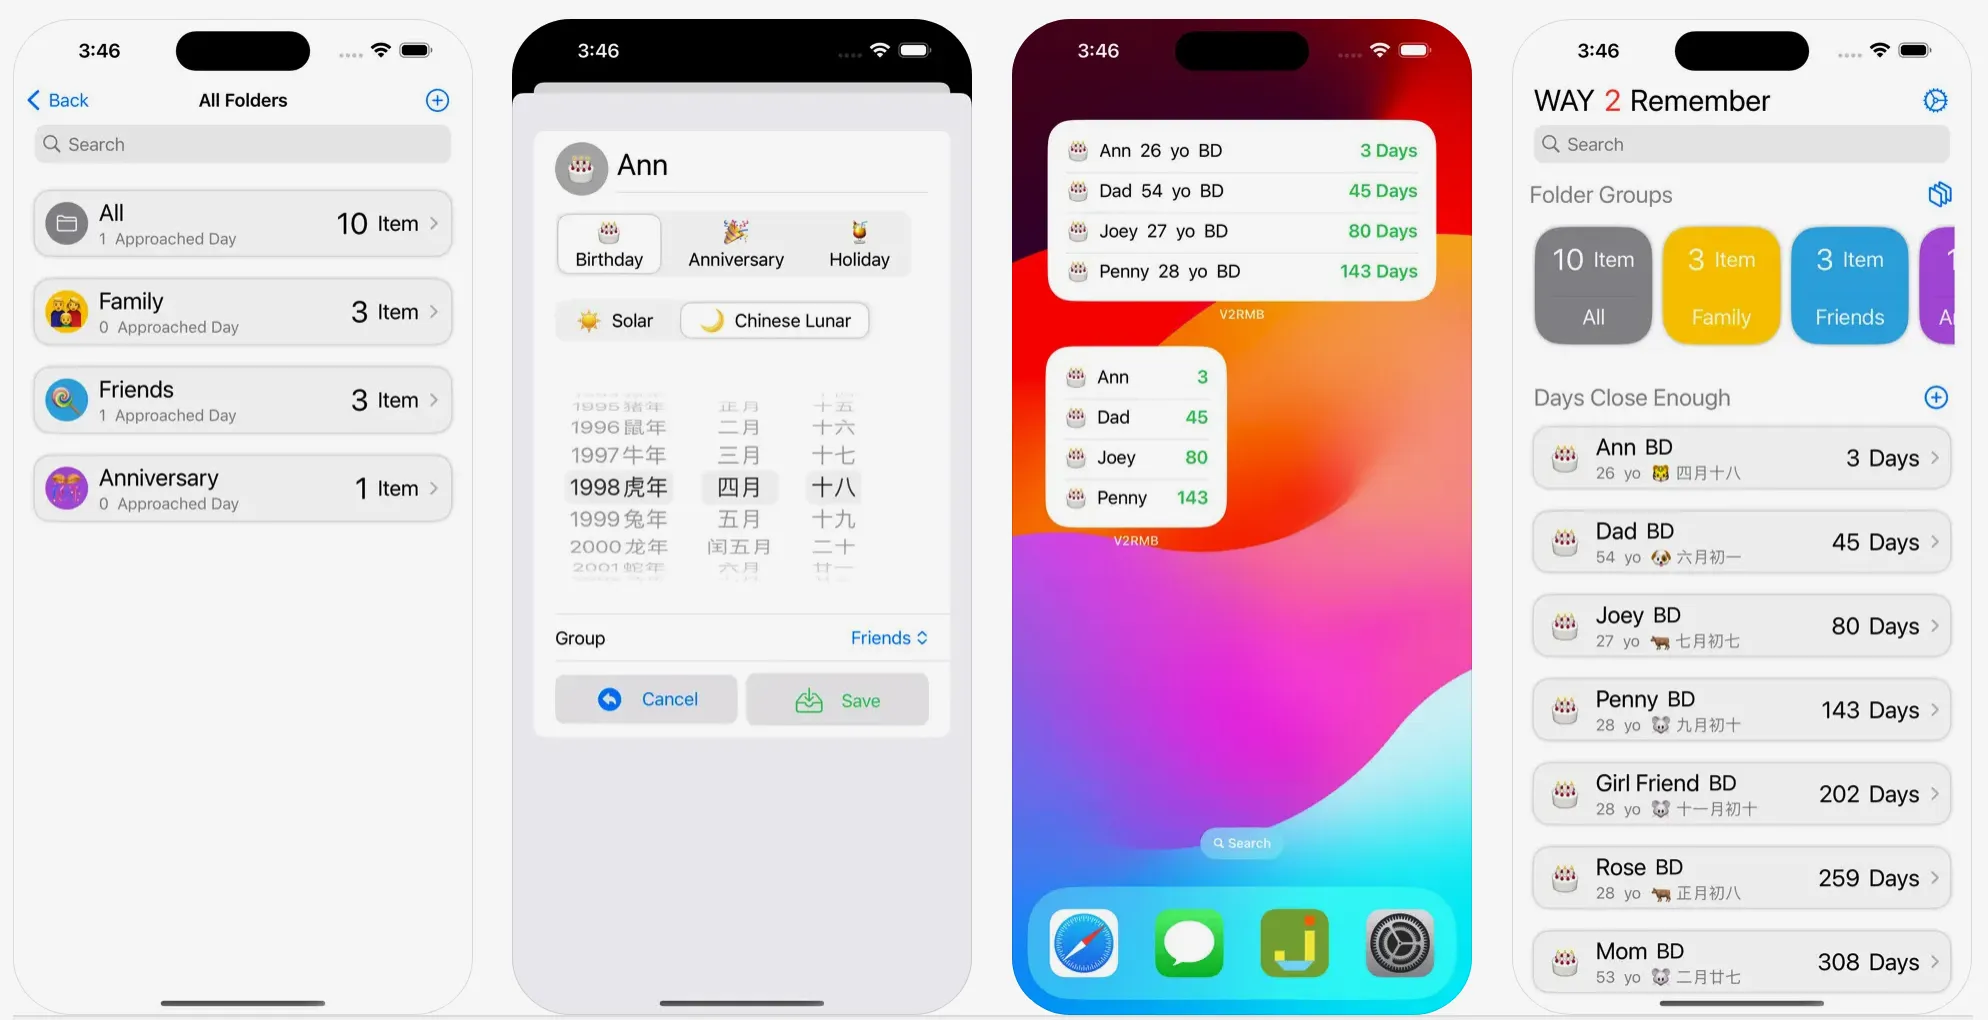 3:46
Back
All Folders
Search
All
1 Approached Day
10 Item
Family
0 Approached Day
3 Item
Friends
1 Approached Day
3 Item
Anniversary
0 Approached Day
1 Item
3:46
Ann
Birthday
Anniversary
Holiday
Solar
Chinese Lunar
1995猪年 正月 十五
1996鼠年 二月 十六
1997牛年 三月 十七
1998虎年 四月 十八
1999兔年 五月 十九
2000龙年 闰五月 二十
2001蛇年 六月 廿一
Group
Friends
Cancel
Save
3:46
Ann 26 yo BD 3 Days
Dad 54 yo BD 45 Days
Joey 27 yo BD 80 Days
Penny 28 yo BD 143 Days
V2RMB
Ann 3
Dad 45
Joey 80
Penny 143
V2RMB
Search
3:46
WAY 2 Remember
Search
Folder Groups
10 Item
All
3 Item
Family
3 Item
Friends
Days Close Enough
Ann BD
26 yo 四月十八
3 Days
Dad BD
54 yo 六月初一
45 Days
Joey BD
27 yo 七月初七
80 Days
Penny BD
28 yo 九月初十
143 Days
Girl Friend BD
28 yo 十一月初十
202 Days
Rose BD
28 yo 正月初八
259 Days
Mom BD
53 yo 二月廿七
308 Days